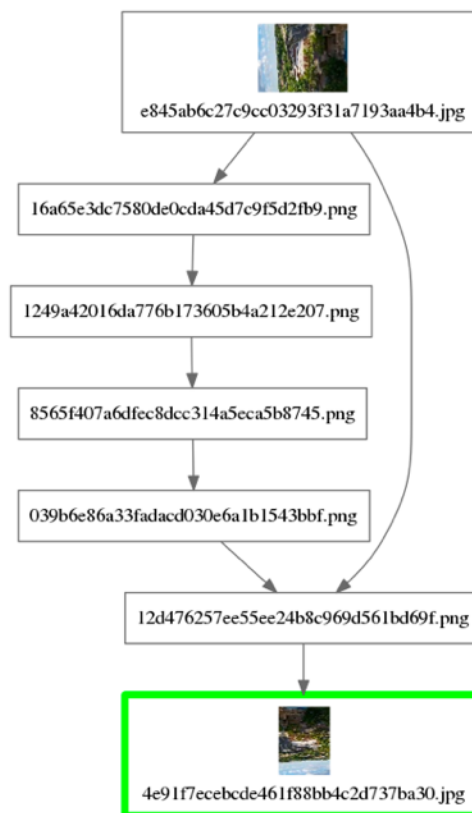 e845ab6c27c9cc03293f31a7193aa4b4.jpg
16a65e3dc7580de0cda45d7c9f5d2fb9.png
1249a42016da776b173605b4a212e207.png
8565f407a6dfec8dcc314a5eca5b8745.png
039b6e86a33fadacd030e6a1b1543bbf.png
12d476257ee55ee24b8c969d561bd69f.png
4e91f7ecebcde461f88bb4c2d737ba30.jpg